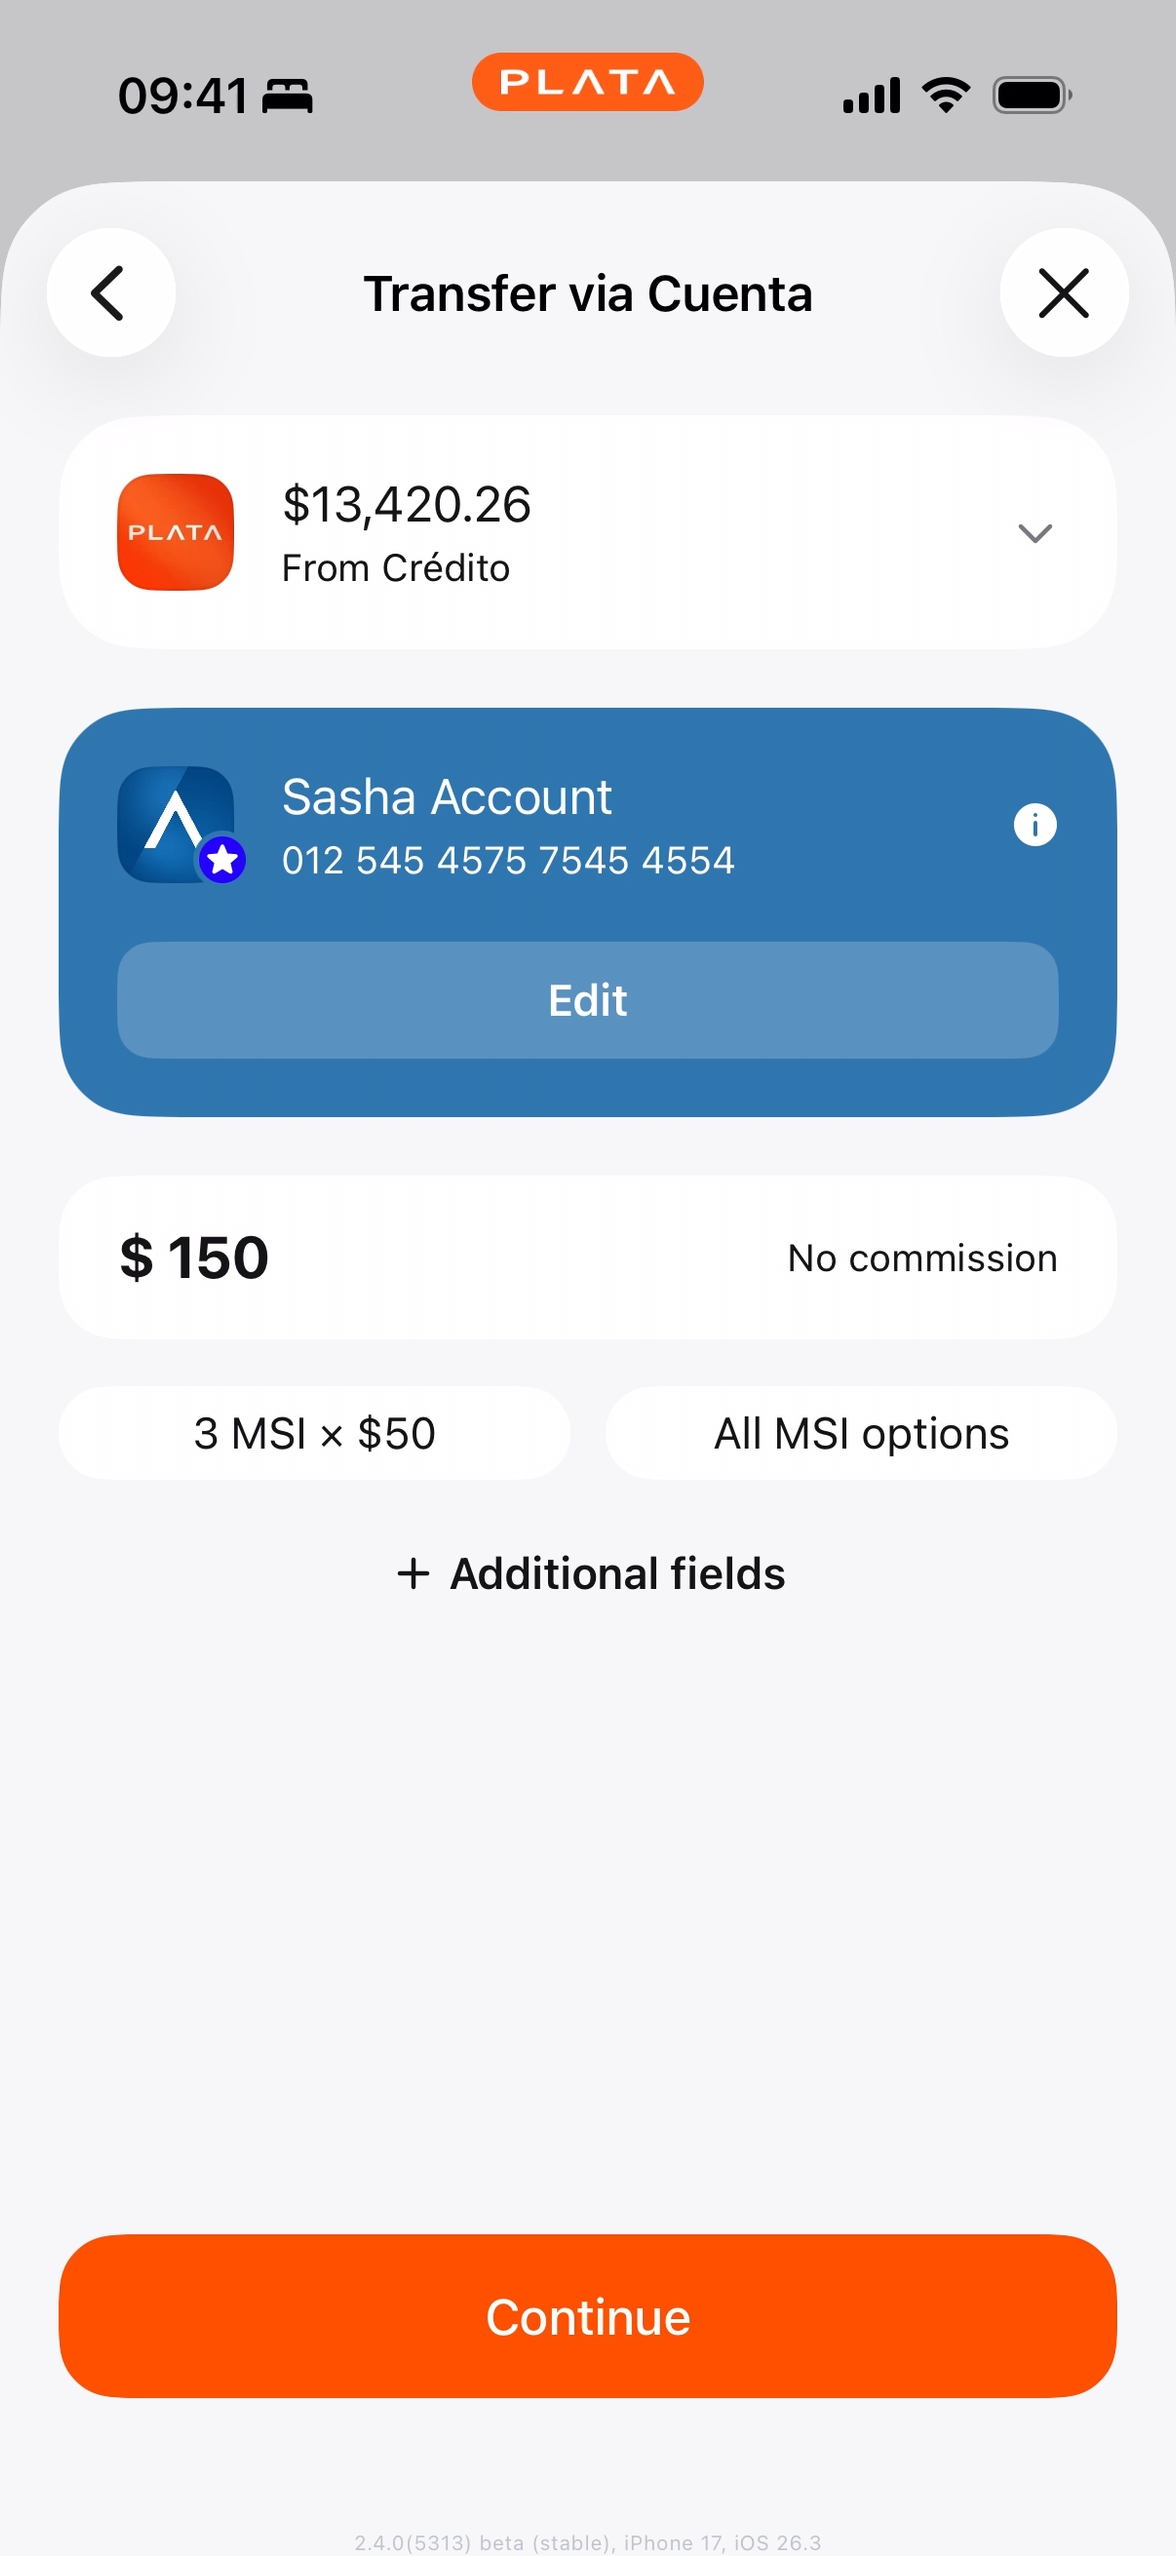 09:41
PLATA
Transfer via Cuenta
PLATA
$13,420.26
From Crédito
Sasha Account
012 545 4575 7545 4554
Edit
$ 150
No commission
3 MSI × $50
All MSI options
+ Additional fields
Continue
2.4.0(5313) beta (stable), iPhone 17, iOS 26.3